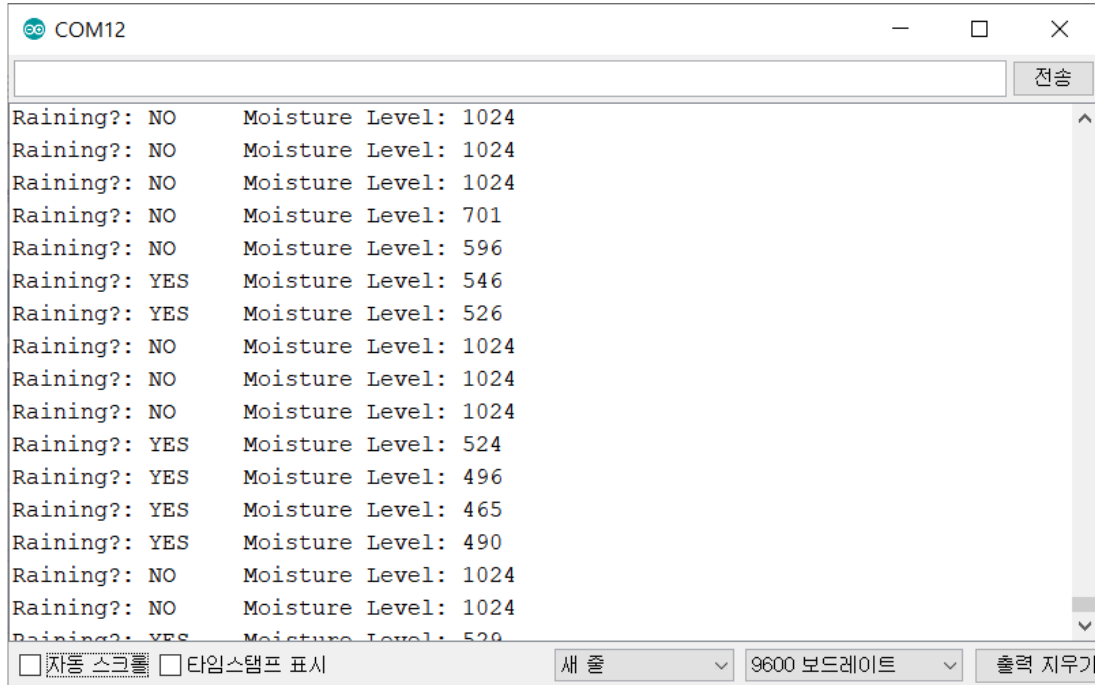 COM12
전송
Raining?: NO Moisture Level: 1024
Raining?: NO Moisture Level: 1024
Raining?: NO Moisture Level: 1024
Raining?: NO Moisture Level: 701
Raining?: NO Moisture Level: 596
Raining?: YES Moisture Level: 546
Raining?: YES Moisture Level: 526
Raining?: NO Moisture Level: 1024
Raining?: NO Moisture Level: 1024
Raining?: NO Moisture Level: 1024
Raining?: YES Moisture Level: 524
Raining?: YES Moisture Level: 496
Raining?: YES Moisture Level: 465
Raining?: YES Moisture Level: 490
Raining?: NO Moisture Level: 1024
Raining?: NO Moisture Level: 1024
Raining?: YES Moisture Level: 529
자동 스크롤 타임스탬프 표시 새 줄 9600 보드레이트 출력 지우기